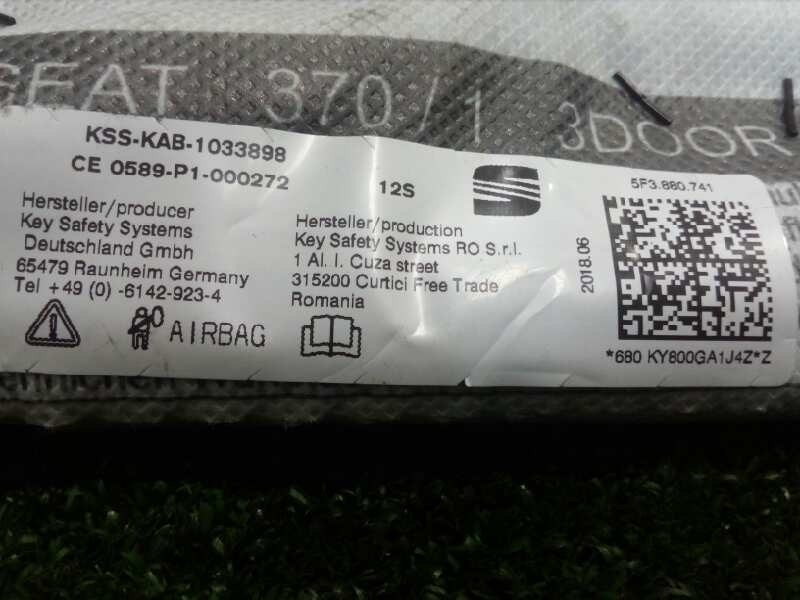 SEAT 370/1 3DOOR
KSS-KAB-1033898
CE 0589-P1-000272
12S
Hersteller/producer
Key Safety Systems
Deutschland Gmbh
65479 Raunheim Germany
Tel +49 (0) -6142-923-4
AIRBAG
Hersteller/production
Key Safety Systems RO S.r.l.
1 Al. I. Cuza street
315200 Curtici Free Trade
Romania
2018.06
5F3.880.741
*680 KY800GA1J4Z*Z